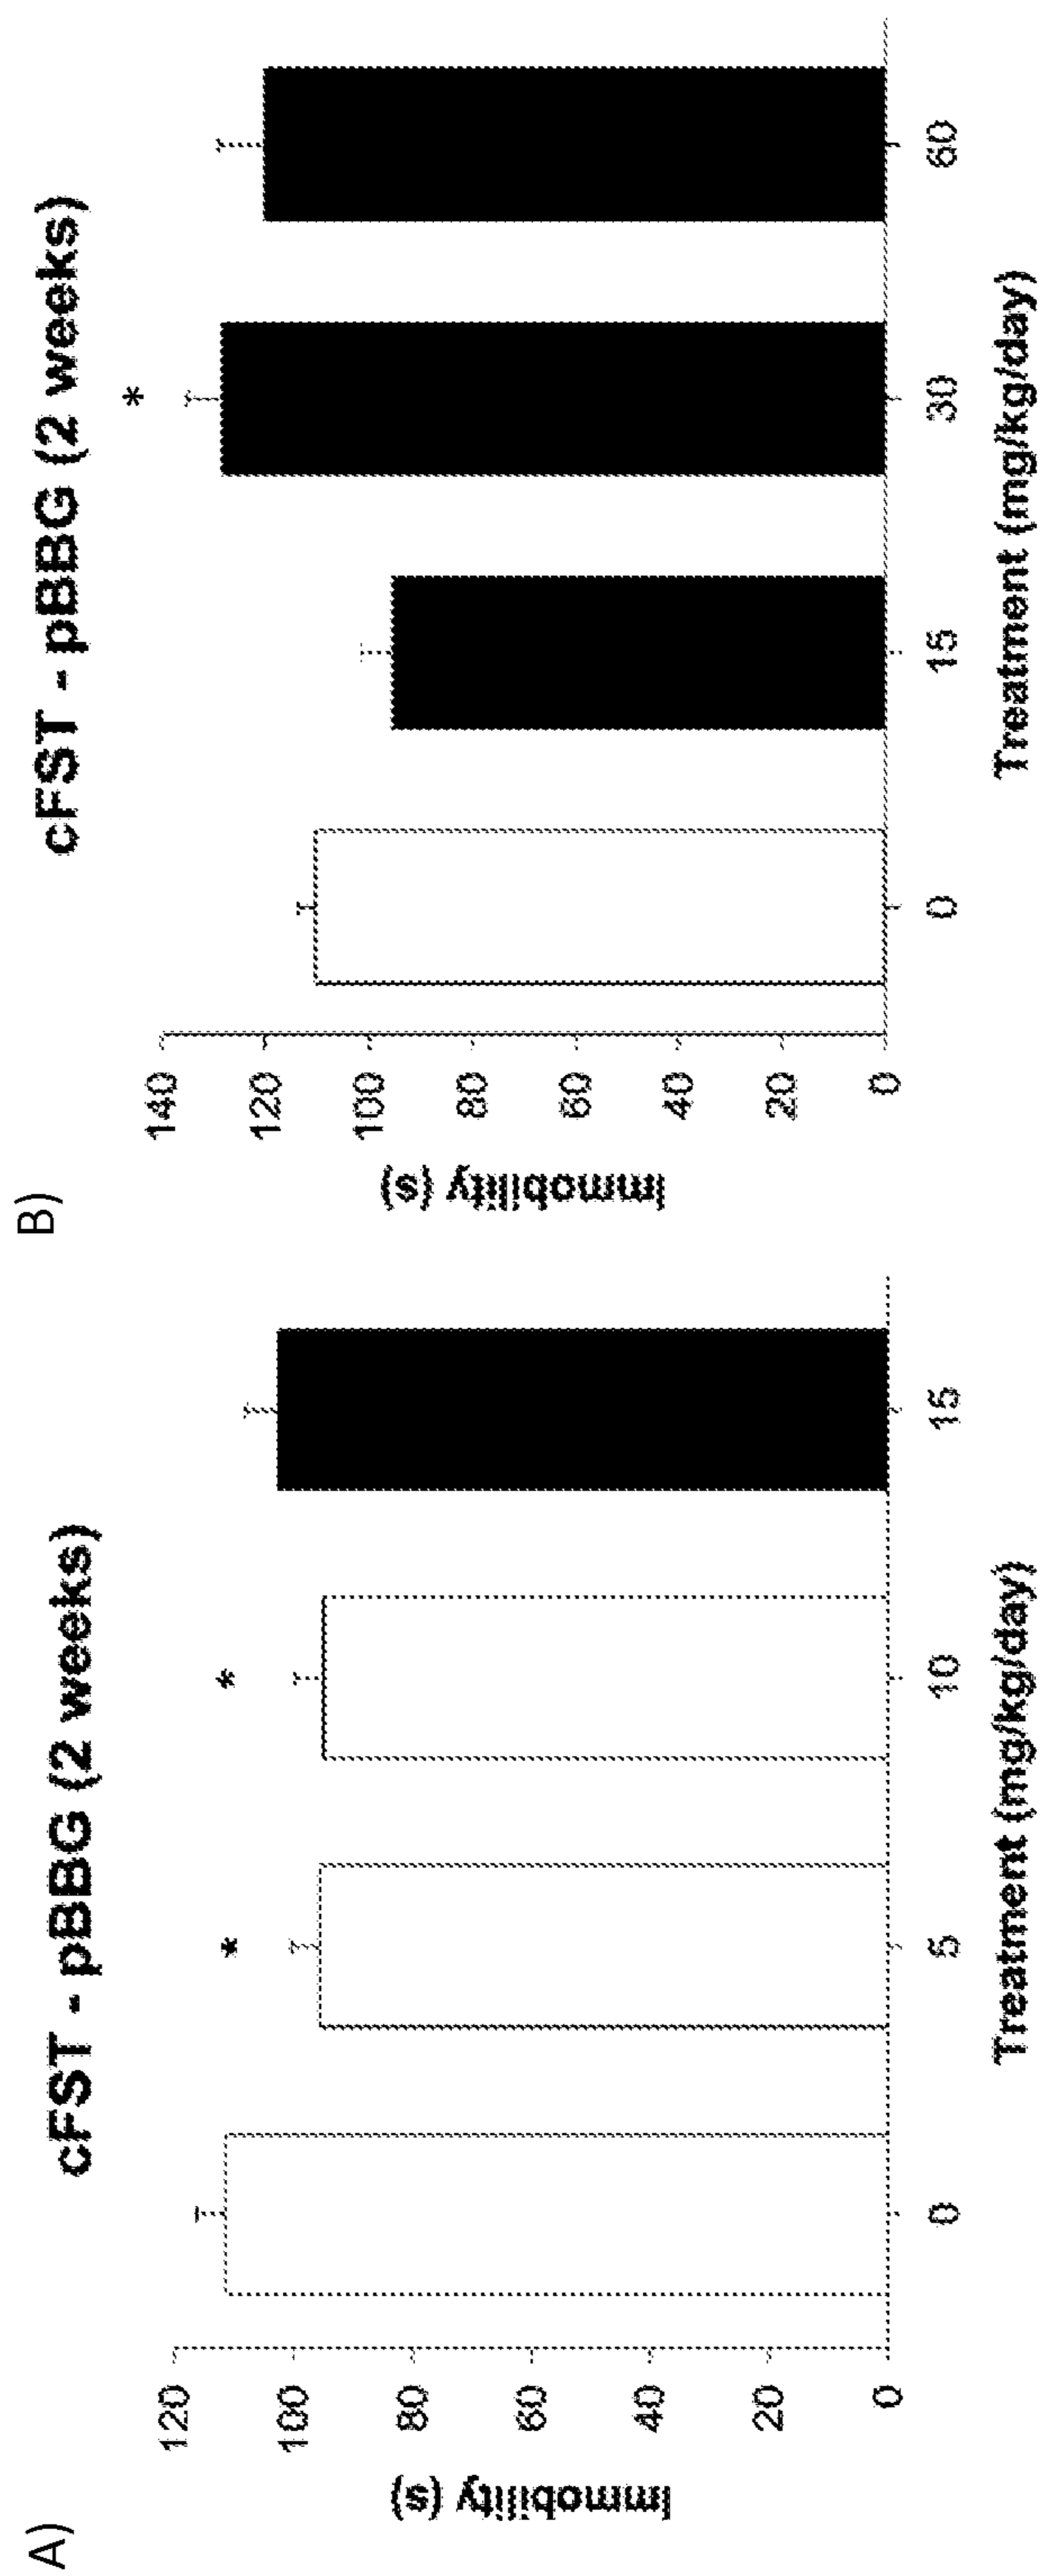 A)
cFST - pBBG (2 weeks)
Immobility (s)
120
100
80
60
40
20
0
*
*
0 5 10 15
Treatment (mg/kg/day)
B)
cFST - pBBG (2 weeks)
Immobility (s)
140
120
100
80
60
40
20
0
*
0 15 30 60
Treatment (mg/kg/day)